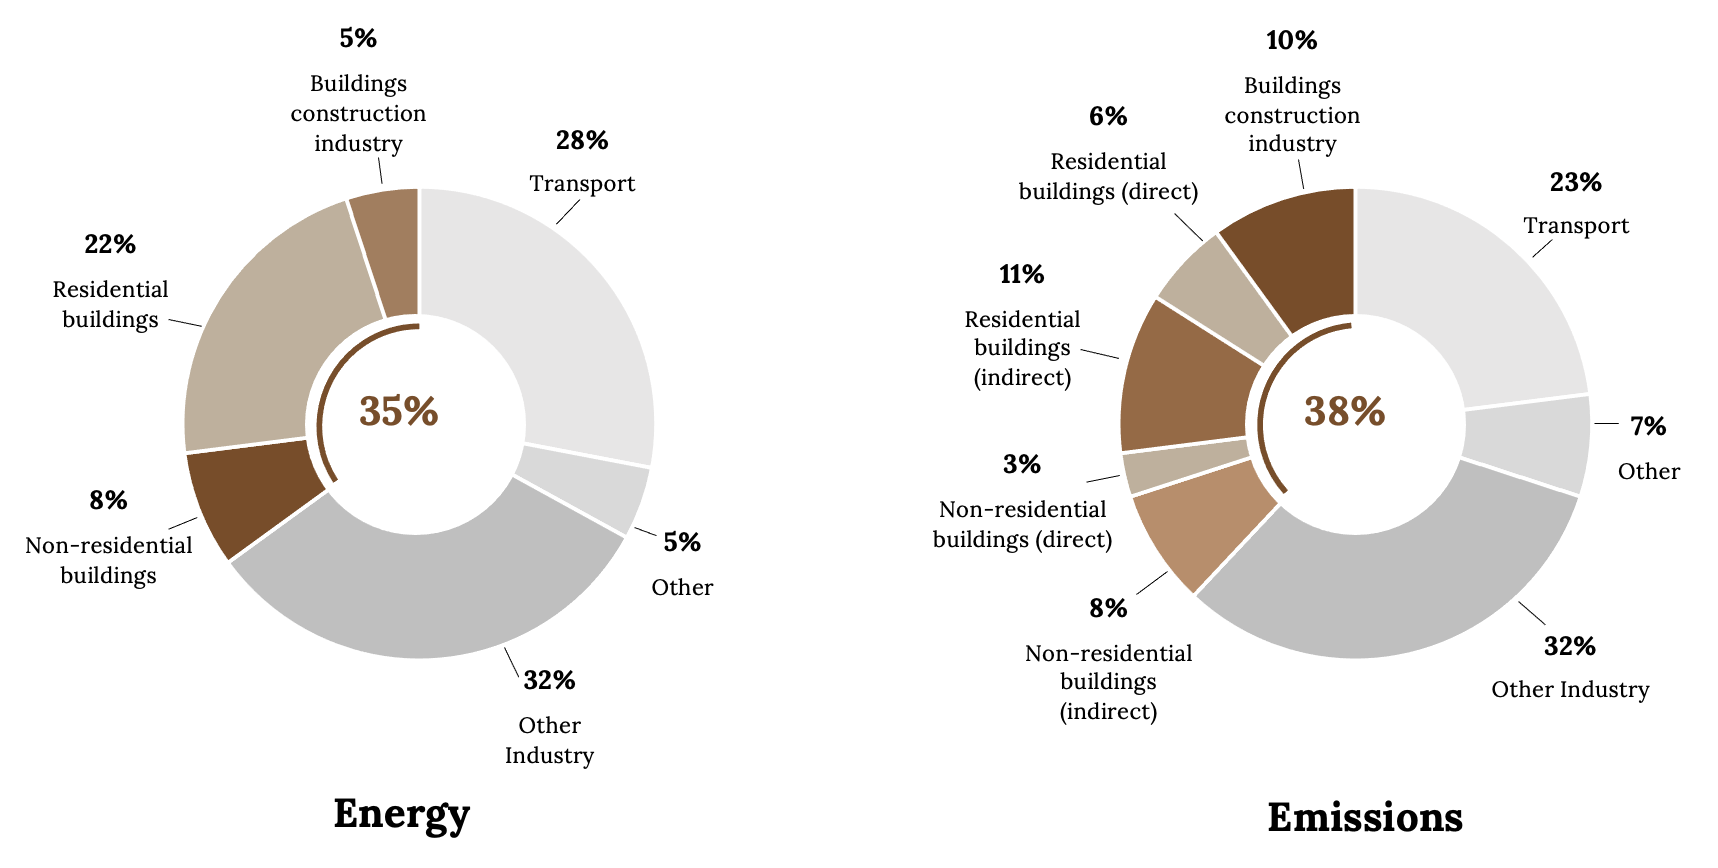 5%
Buildings
construction
industry
28%
Transport
22%
Residential
buildings
35%
8%
Non-residential
buildings
5%
Other
32%
Other
Industry
Energy
10%
Buildings
construction
industry
6%
Residential
buildings (direct)
23%
Transport
11%
Residential
buildings
(indirect)
38%
7%
Other
3%
Non-residential
buildings (direct)
8%
Non-residential
buildings
(indirect)
32%
Other Industry
Emissions